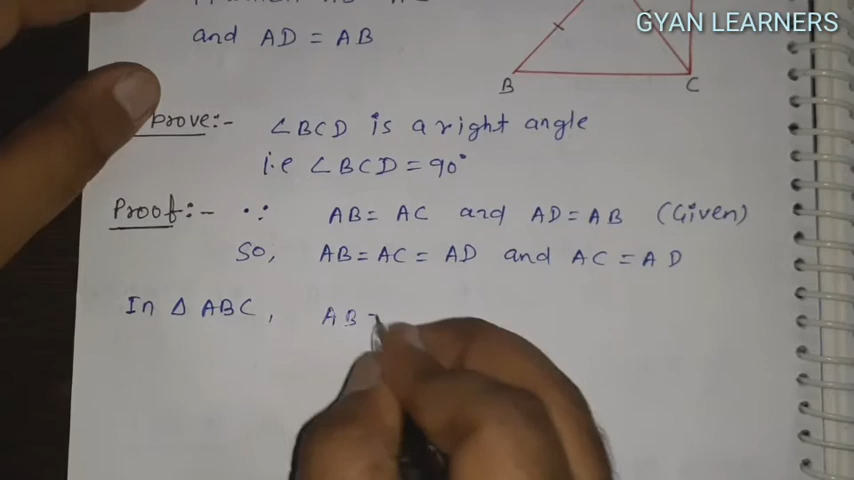 GYAN LEARNERS
and AD = AB
B
C
Prove:- ∠BCD is a right angle
i.e ∠BCD = 90°
Proof:- ∵ AB = AC and AD = AB (Given)
So, AB = AC = AD and AC = AD
In Δ ABC, AB =